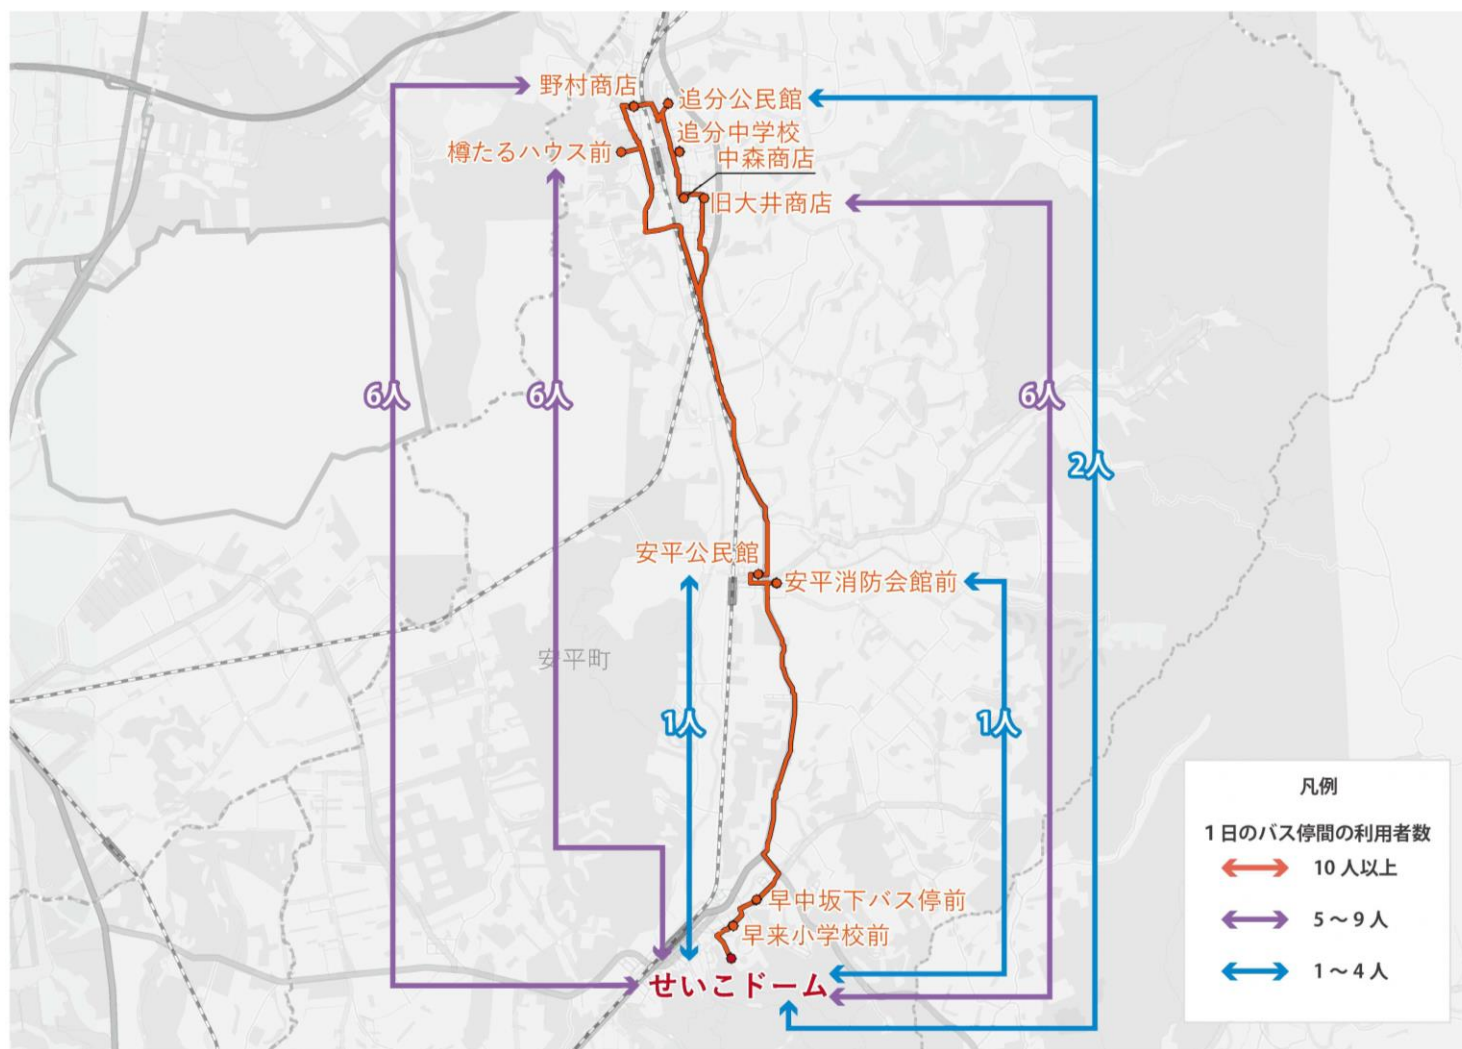 野村商店
追分公民館
追分中学校
樽たるハウス前
中森商店
旧大井商店
6人
6人
6人
2人
安平公民館
安平消防会館前
安平町
1人
1人
凡例
1日のバス停間の利用者数
10人以上
5～9人
1～4人
早中坂下バス停前
早来小学校前
せいこドーム